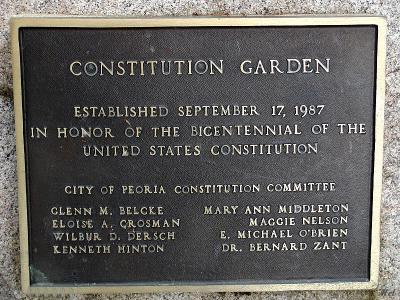 CONSTITUTION GARDEN
ESTABLISHED SEPTEMBER 17, 1987
IN HONOR OF THE BICENTENNIAL OF THE
UNITED STATES CONSTITUTION
CITY OF PEORIA CONSTITUTION COMMITTEE
GLENN M. BELCKE MARY ANN MIDDLETON
ELOISE A. GROSMAN MAGGIE NELSON
WILBUR D. DERSCH E. MICHAEL O'BRIEN
KENNETH HINTON DR. BERNARD ZANT